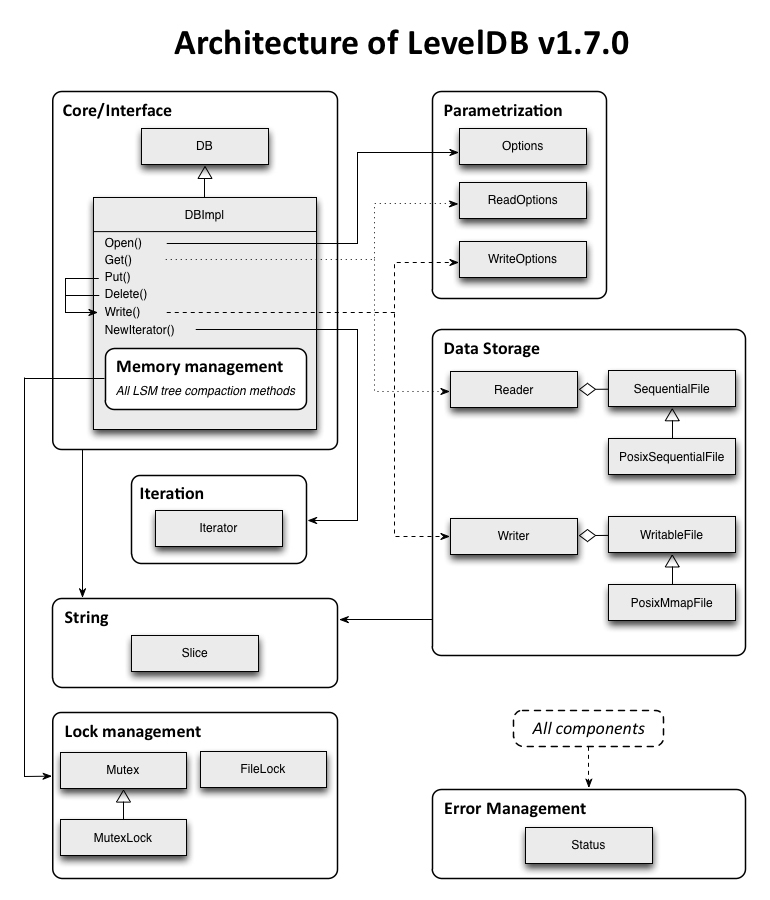 Architecture of LevelDB v1.7.0
Core/Interface
DB
DBImpl
Open()
Get()
Put()
Delete()
Write()
NewIterator()
Memory management
All LSM tree compaction methods
Parametrization
Options
ReadOptions
WriteOptions
Data Storage
Reader
SequentialFile
PosixSequentialFile
Writer
WritableFile
PosixMmapFile
Iteration
Iterator
String
Slice
Lock management
Mutex
FileLock
MutexLock
All components
Error Management
Status